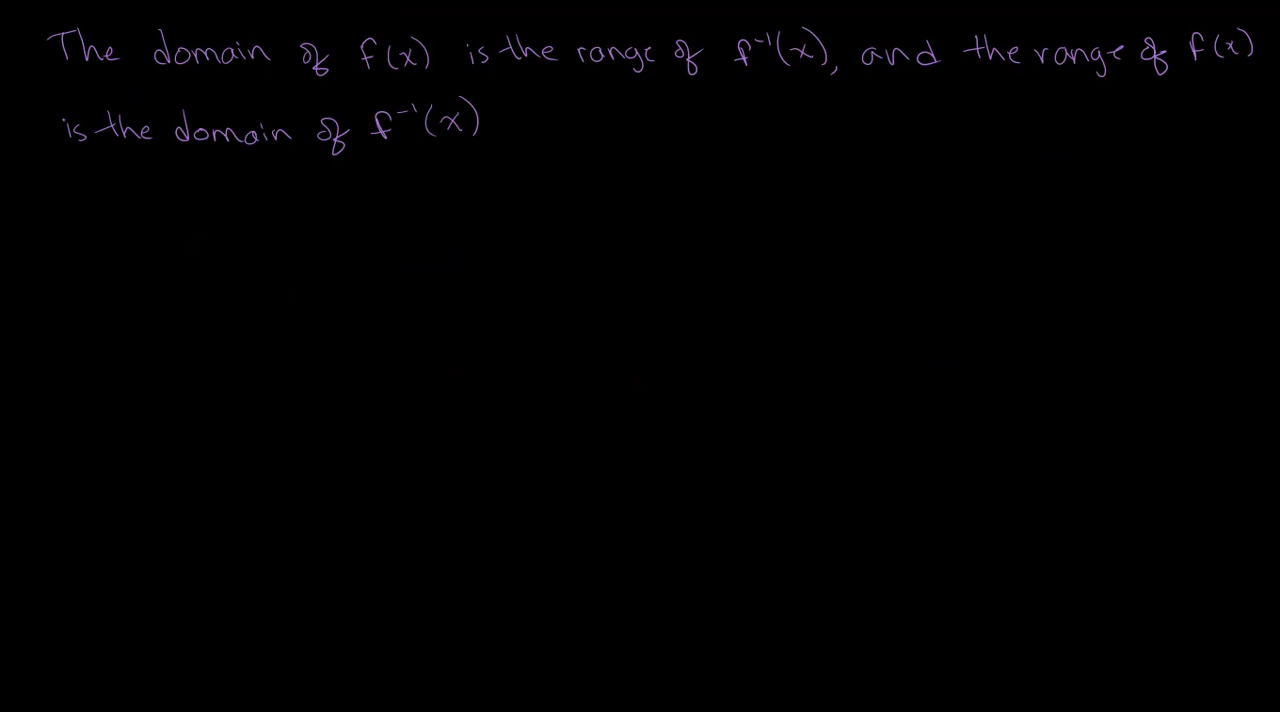 The domain of f(x) is the range of f⁻¹(x), and the range of f(x)
is the domain of f⁻¹(x)